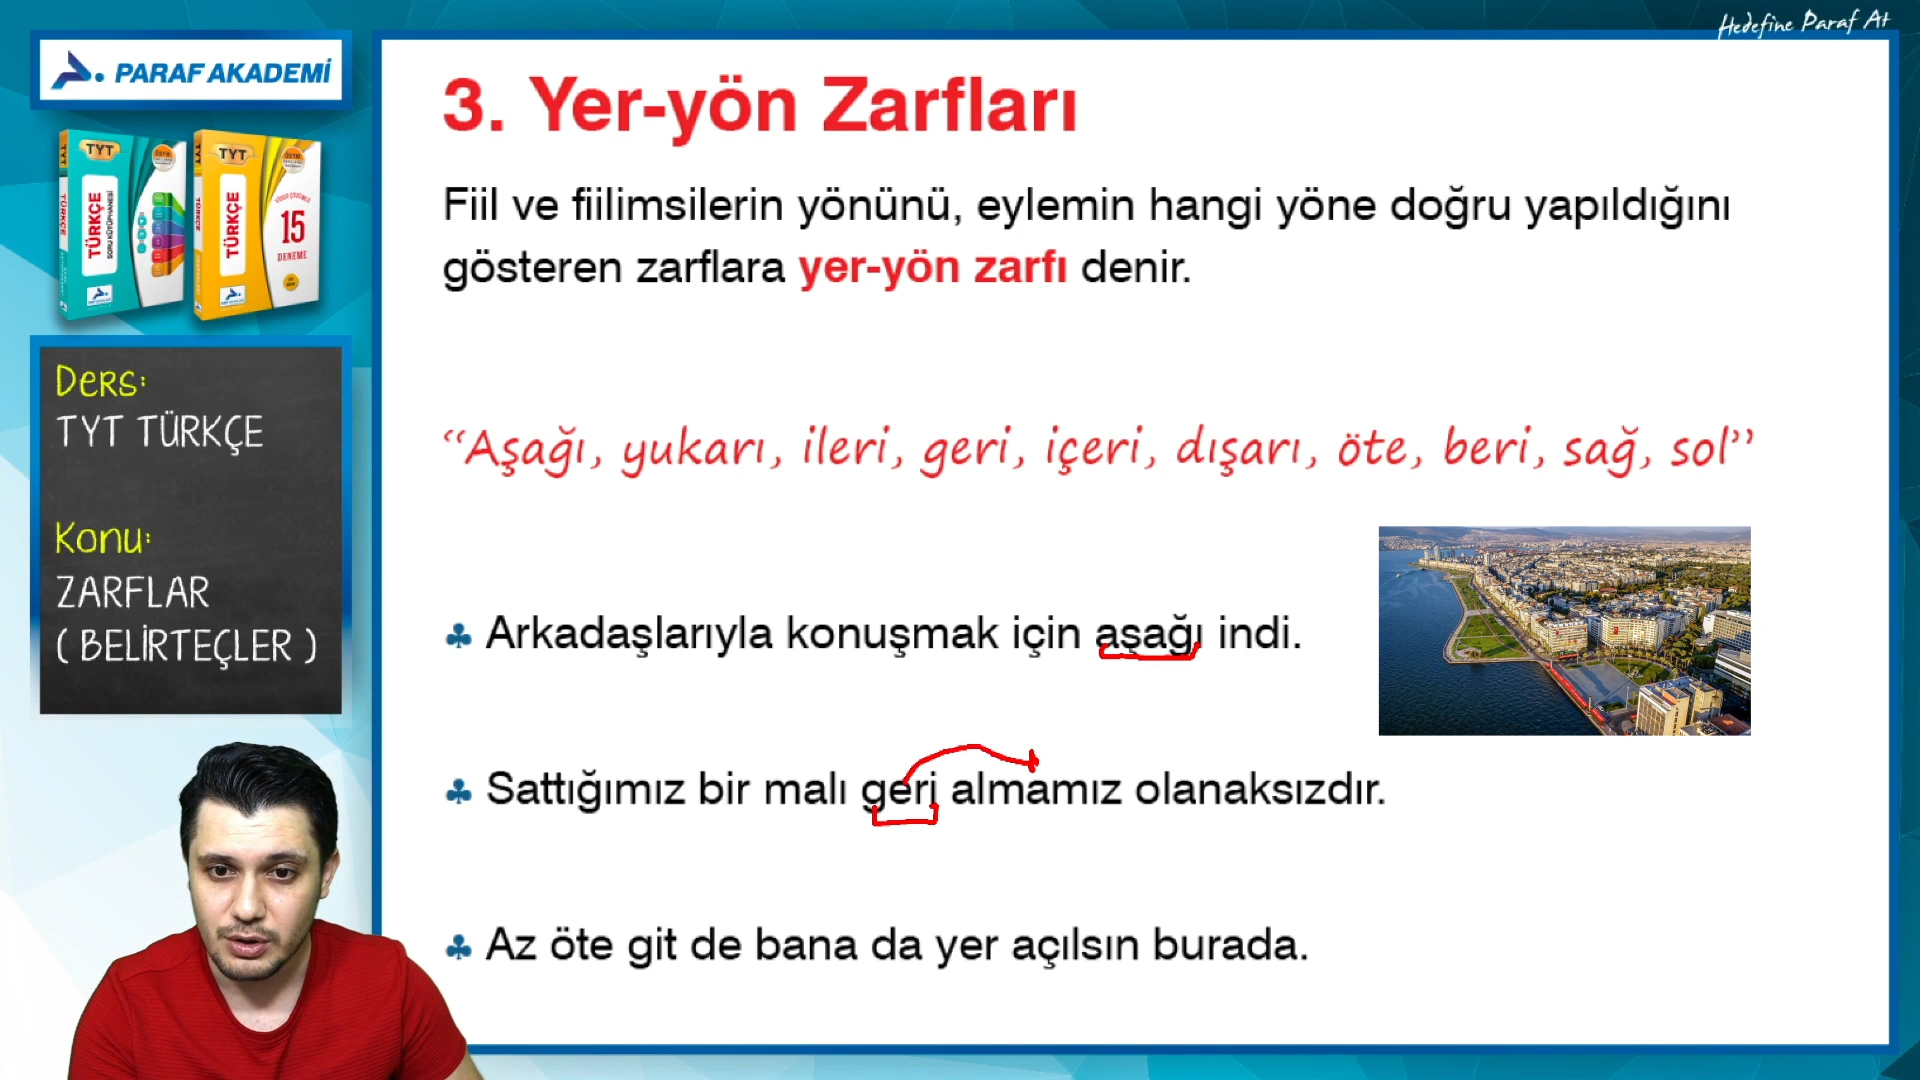 Hedefine Paraf At
PARAF AKADEMİ
TYT
TÜRKÇE
SORU KÜTÜPHANESİ
TYT
TÜRKÇE
15
DENEME
Ders:
TYT TÜRKÇE
Konu:
ZARFLAR
( BELİRTEÇLER )
3. Yer-yön Zarfları
Fiil ve fiilimsilerin yönünü, eylemin hangi yöne doğru yapıldığını
gösteren zarflara yer-yön zarfı denir.
“Aşağı, yukarı, ileri, geri, içeri, dışarı, öte, beri, sağ, sol”
♣ Arkadaşlarıyla konuşmak için aşağı indi.
♣ Sattığımız bir malı geri almamız olanaksızdır.
♣ Az öte git de bana da yer açılsın burada.